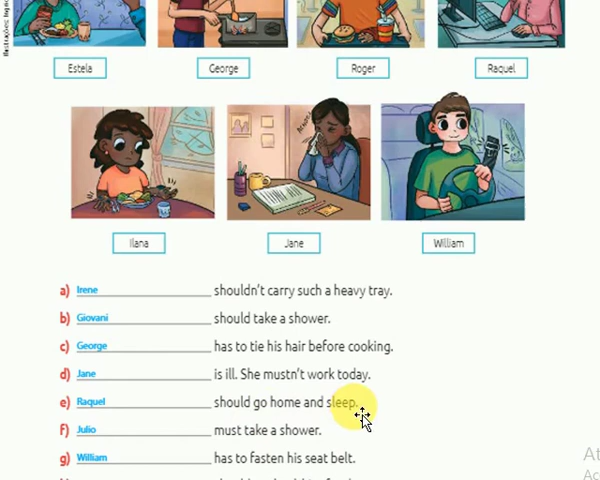 Estela
George
Roger
Raquel
Ilana
Jane
William
a) Irene shouldn't carry such a heavy tray.
b) Giovani should take a shower.
c) George has to tie his hair before cooking.
d) Jane is ill. She mustn't work today.
e) Raquel should go home and sleep.
f) Julio must take a shower.
g) William has to fasten his seat belt.